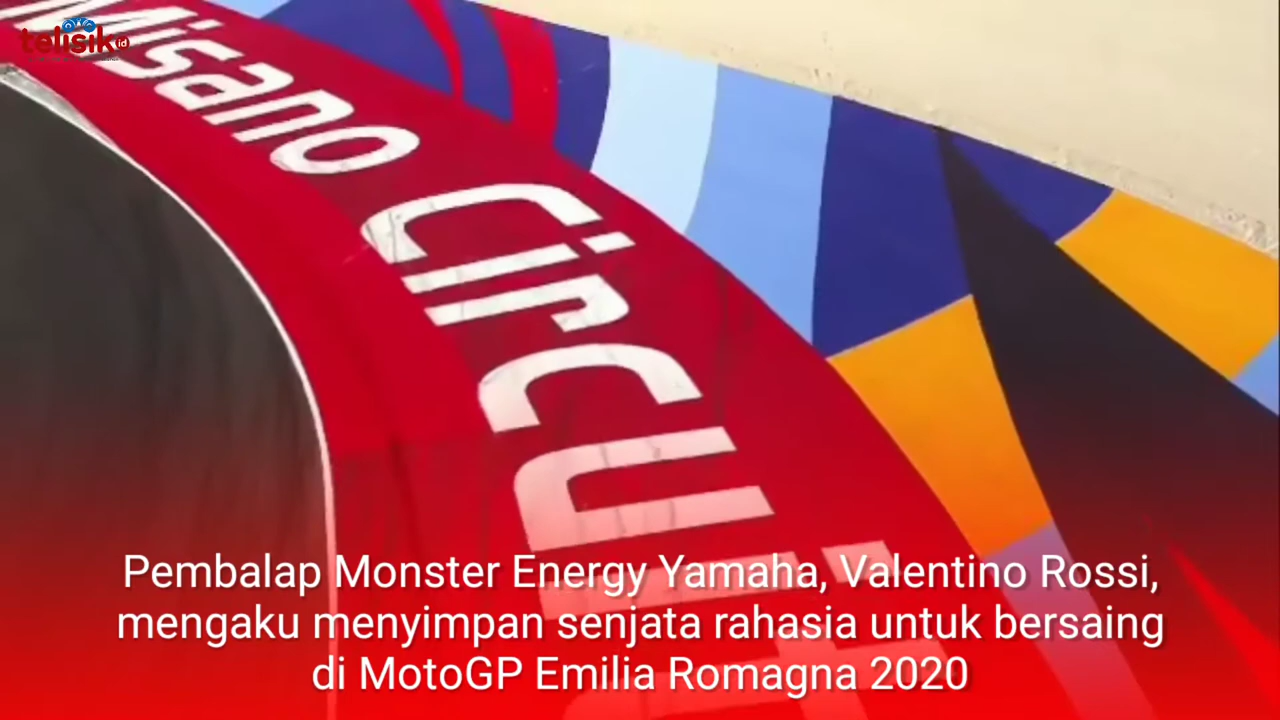 telisik.id
Misano Circuit
Pembalap Monster Energy Yamaha, Valentino Rossi,
mengaku menyimpan senjata rahasia untuk bersaing
di MotoGP Emilia Romagna 2020